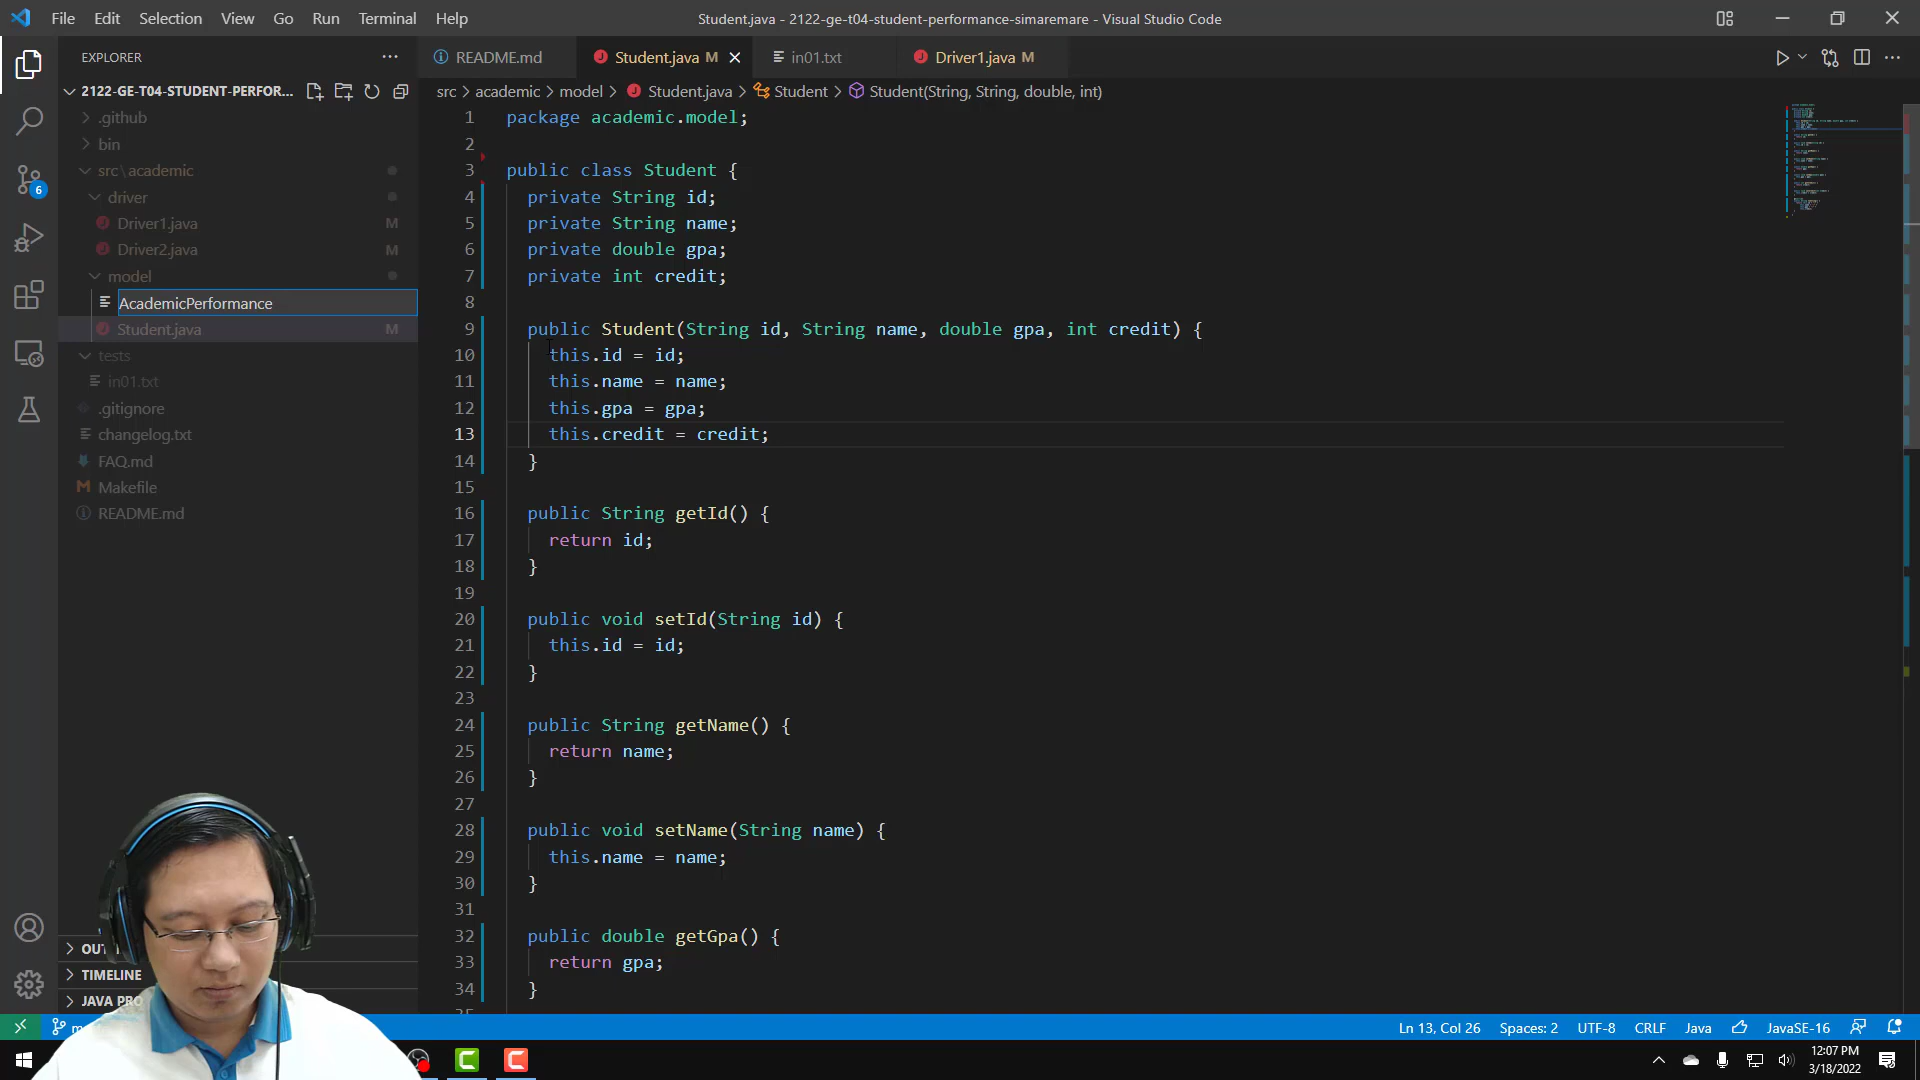 File Edit Selection View Go Run Terminal Help
Student.java - 2122-ge-t04-student-performance-simaremare - Visual Studio Code
EXPLORER
2122-GE-T04-STUDENT-PERFOR...
.github
bin
src\academic
driver
Driver1.java M
Driver2.java M
model
AcademicPerformance
Student.java M
tests
in01.txt
.gitignore
changelog.txt
FAQ.md
Makefile
README.md
TIMELINE
README.md Student.java M in01.txt Driver1.java M
src > academic > model > Student.java > Student > Student(String, String, double, int)
1 package academic.model;
2
3 public class Student {
4 private String id;
5 private String name;
6 private double gpa;
7 private int credit;
8
9 public Student(String id, String name, double gpa, int credit) {
10 this.id = id;
11 this.name = name;
12 this.gpa = gpa;
13 this.credit = credit;
14 }
15
16 public String getId() {
17 return id;
18 }
19
20 public void setId(String id) {
21 this.id = id;
22 }
23
24 public String getName() {
25 return name;
26 }
27
28 public void setName(String name) {
29 this.name = name;
30 }
31
32 public double getGpa() {
33 return gpa;
34 }
6
Ln 13, Col 26 Spaces: 2 UTF-8 CRLF Java JavaSE-16
12:07 PM
3/18/2022